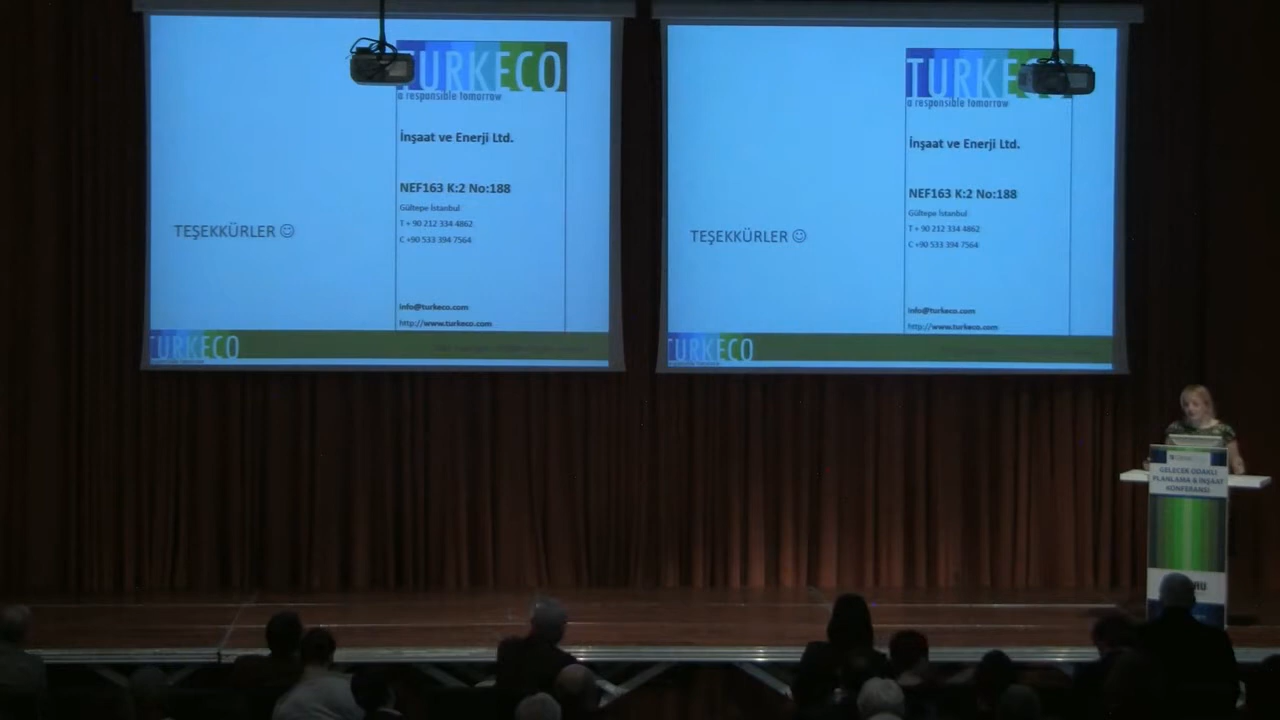 TURKECO
a responsible tomorrow
İnşaat ve Enerji Ltd.
NEF163 K:2 No:188
Gültepe İstanbul
T + 90 212 334 4862
C +90 533 394 7564
TEŞEKKÜRLER ☺
info@turkeco.com
http://www.turkeco.com
TURKECO
TURKE
a responsible tomorrow
İnşaat ve Enerji Ltd.
NEF163 K:2 No:188
Gültepe İstanbul
T + 90 212 334 4862
C +90 533 394 7564
TEŞEKKÜRLER ☺
info@turkeco.com
http://www.turkeco.com
TURKECO
GELECEK ODAKLI
PLANLAMA & İNŞAAT
KONFERANSI